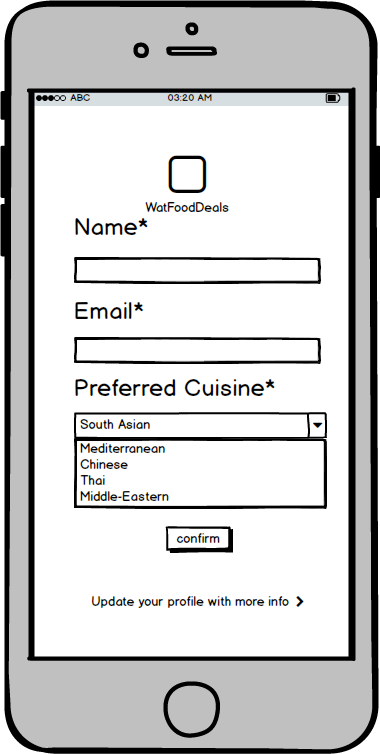 ABC 03:20 AM
WatFoodDeals
Name*
Email*
Preferred Cuisine*
South Asian
Mediterranean
Chinese
Thai
Middle-Eastern
confirm
Update your profile with more info